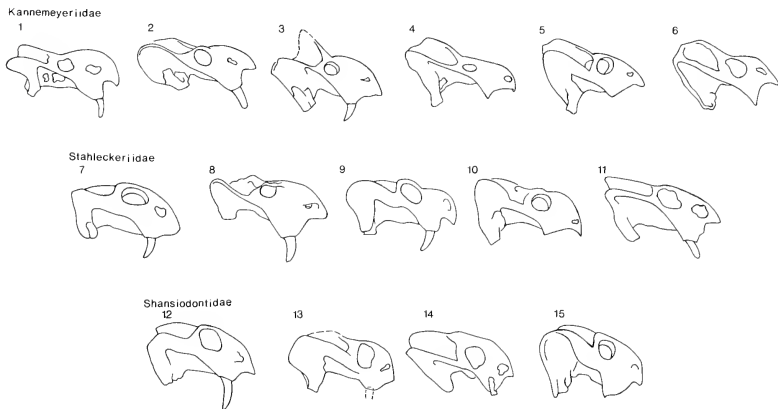 Kannemeyeriidae
1 2 3 4 5 6
Stahleckeriidae
7 8 9 10 11
Shansiodontidae
12 13 14 15